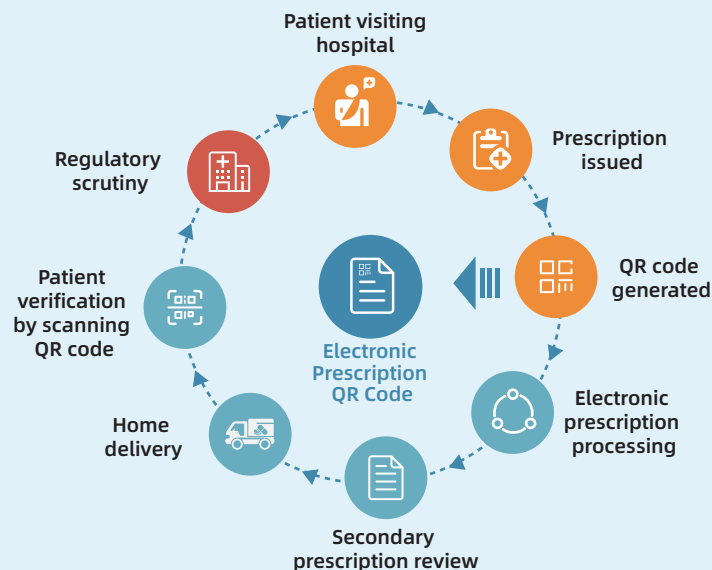 Patient visiting
hospital
Prescription
issued
QR code
generated
Electronic
prescription
processing
Secondary
prescription review
Home
delivery
Patient
verification
by scanning
QR code
Regulatory
scrutiny
Electronic
Prescription
QR Code